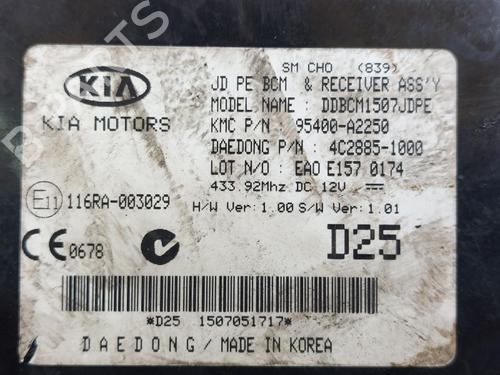 SM CHO (839)
KIA
JD PE BCM & RECEIVER ASS'Y
MODEL NAME : DDBCM1507JDPE
KIA MOTORS
KMC P/N : 95400-A2250
DAEDONG P/N : 4C2885-1000
LOT N/O : EAO E157 0174
433.92Mhz DC 12V
E11 116RA-003029
H/W Ver:1.00 S/W Ver:1.01
CE 0678
D25
*D25 1507051717*
DAEDONG / MADE IN KOREA